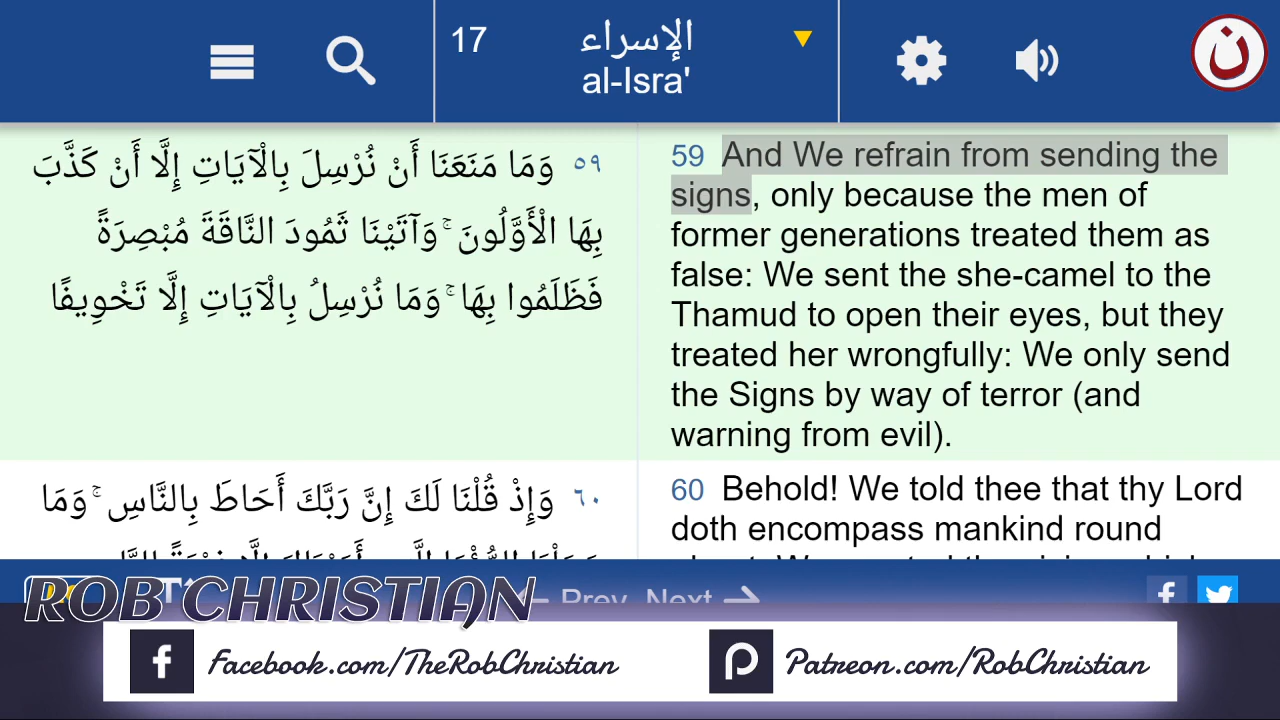 17
الإسراء
al-Isra'
ن
٥٩ وَمَا مَنَعَنَا أَنْ نُرْسِلَ بِالْآيَاتِ إِلَّا أَنْ كَذَّبَ
بِهَا الْأَوَّلُونَ ۚ وَآتَيْنَا ثَمُودَ النَّاقَةَ مُبْصِرَةً
فَظَلَمُوا بِهَا ۚ وَمَا نُرْسِلُ بِالْآيَاتِ إِلَّا تَخْوِيفًا
59 And We refrain from sending the
signs, only because the men of
former generations treated them as
false: We sent the she-camel to the
Thamud to open their eyes, but they
treated her wrongfully: We only send
the Signs by way of terror (and
warning from evil).
٦٠ وَإِذْ قُلْنَا لَكَ إِنَّ رَبَّكَ أَحَاطَ بِالنَّاسِ ۚ وَمَا
60 Behold! We told thee that thy Lord
doth encompass mankind round
← Prev Next →
ROB CHRISTIAN
Facebook.com/TheRobChristian
Patreon.com/RobChristian